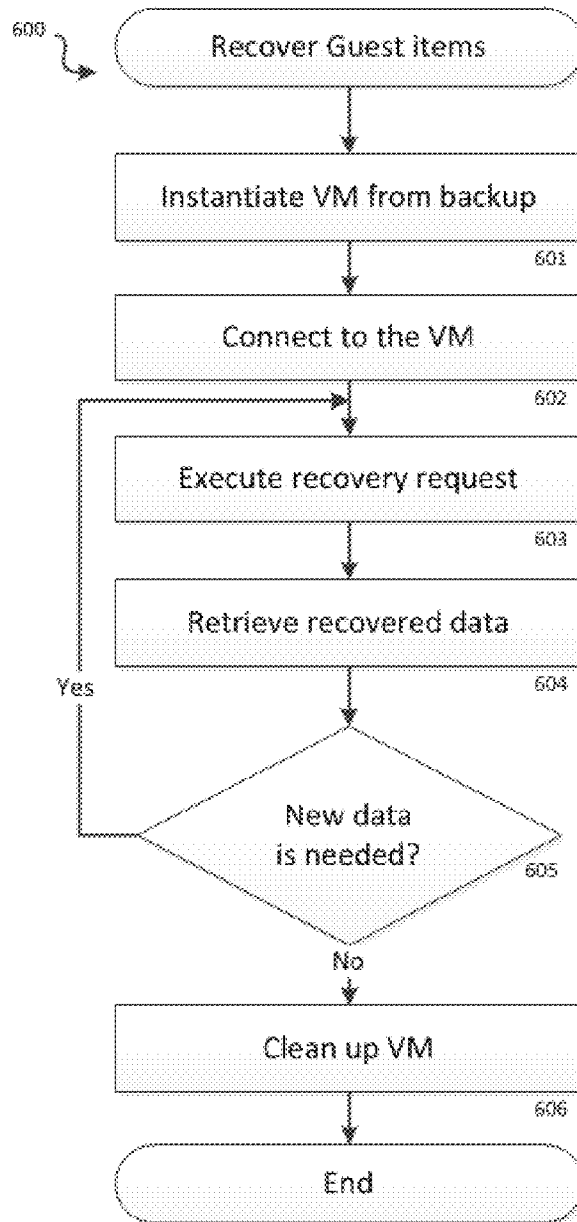 600
Recover Guest items
Instantiate VM from backup
601
Connect to the VM
602
Execute recovery request
603
Retrieve recovered data
604
Yes
New data
is needed?
605
No
Clean up VM
606
End